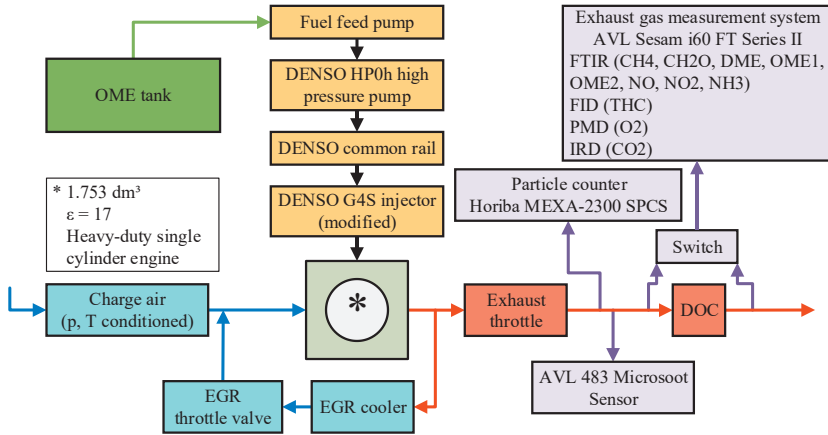 Fuel feed pump
OME tank
DENSO HP0h high
pressure pump
DENSO common rail
DENSO G4S injector
(modified)
Exhaust gas measurement system
AVL Sesam i60 FT Series II
FTIR (CH4, CH2O, DME, OME1,
OME2, NO, NO2, NH3)
FID (THC)
PMD (O2)
IRD (CO2)
* 1.753 dm³
ε = 17
Heavy-duty single
cylinder engine
Particle counter
Horiba MEXA-2300 SPCS
Switch
Charge air
(p, T conditioned)
*
Exhaust
throttle
DOC
EGR
throttle valve
EGR cooler
AVL 483 Microsoot
Sensor